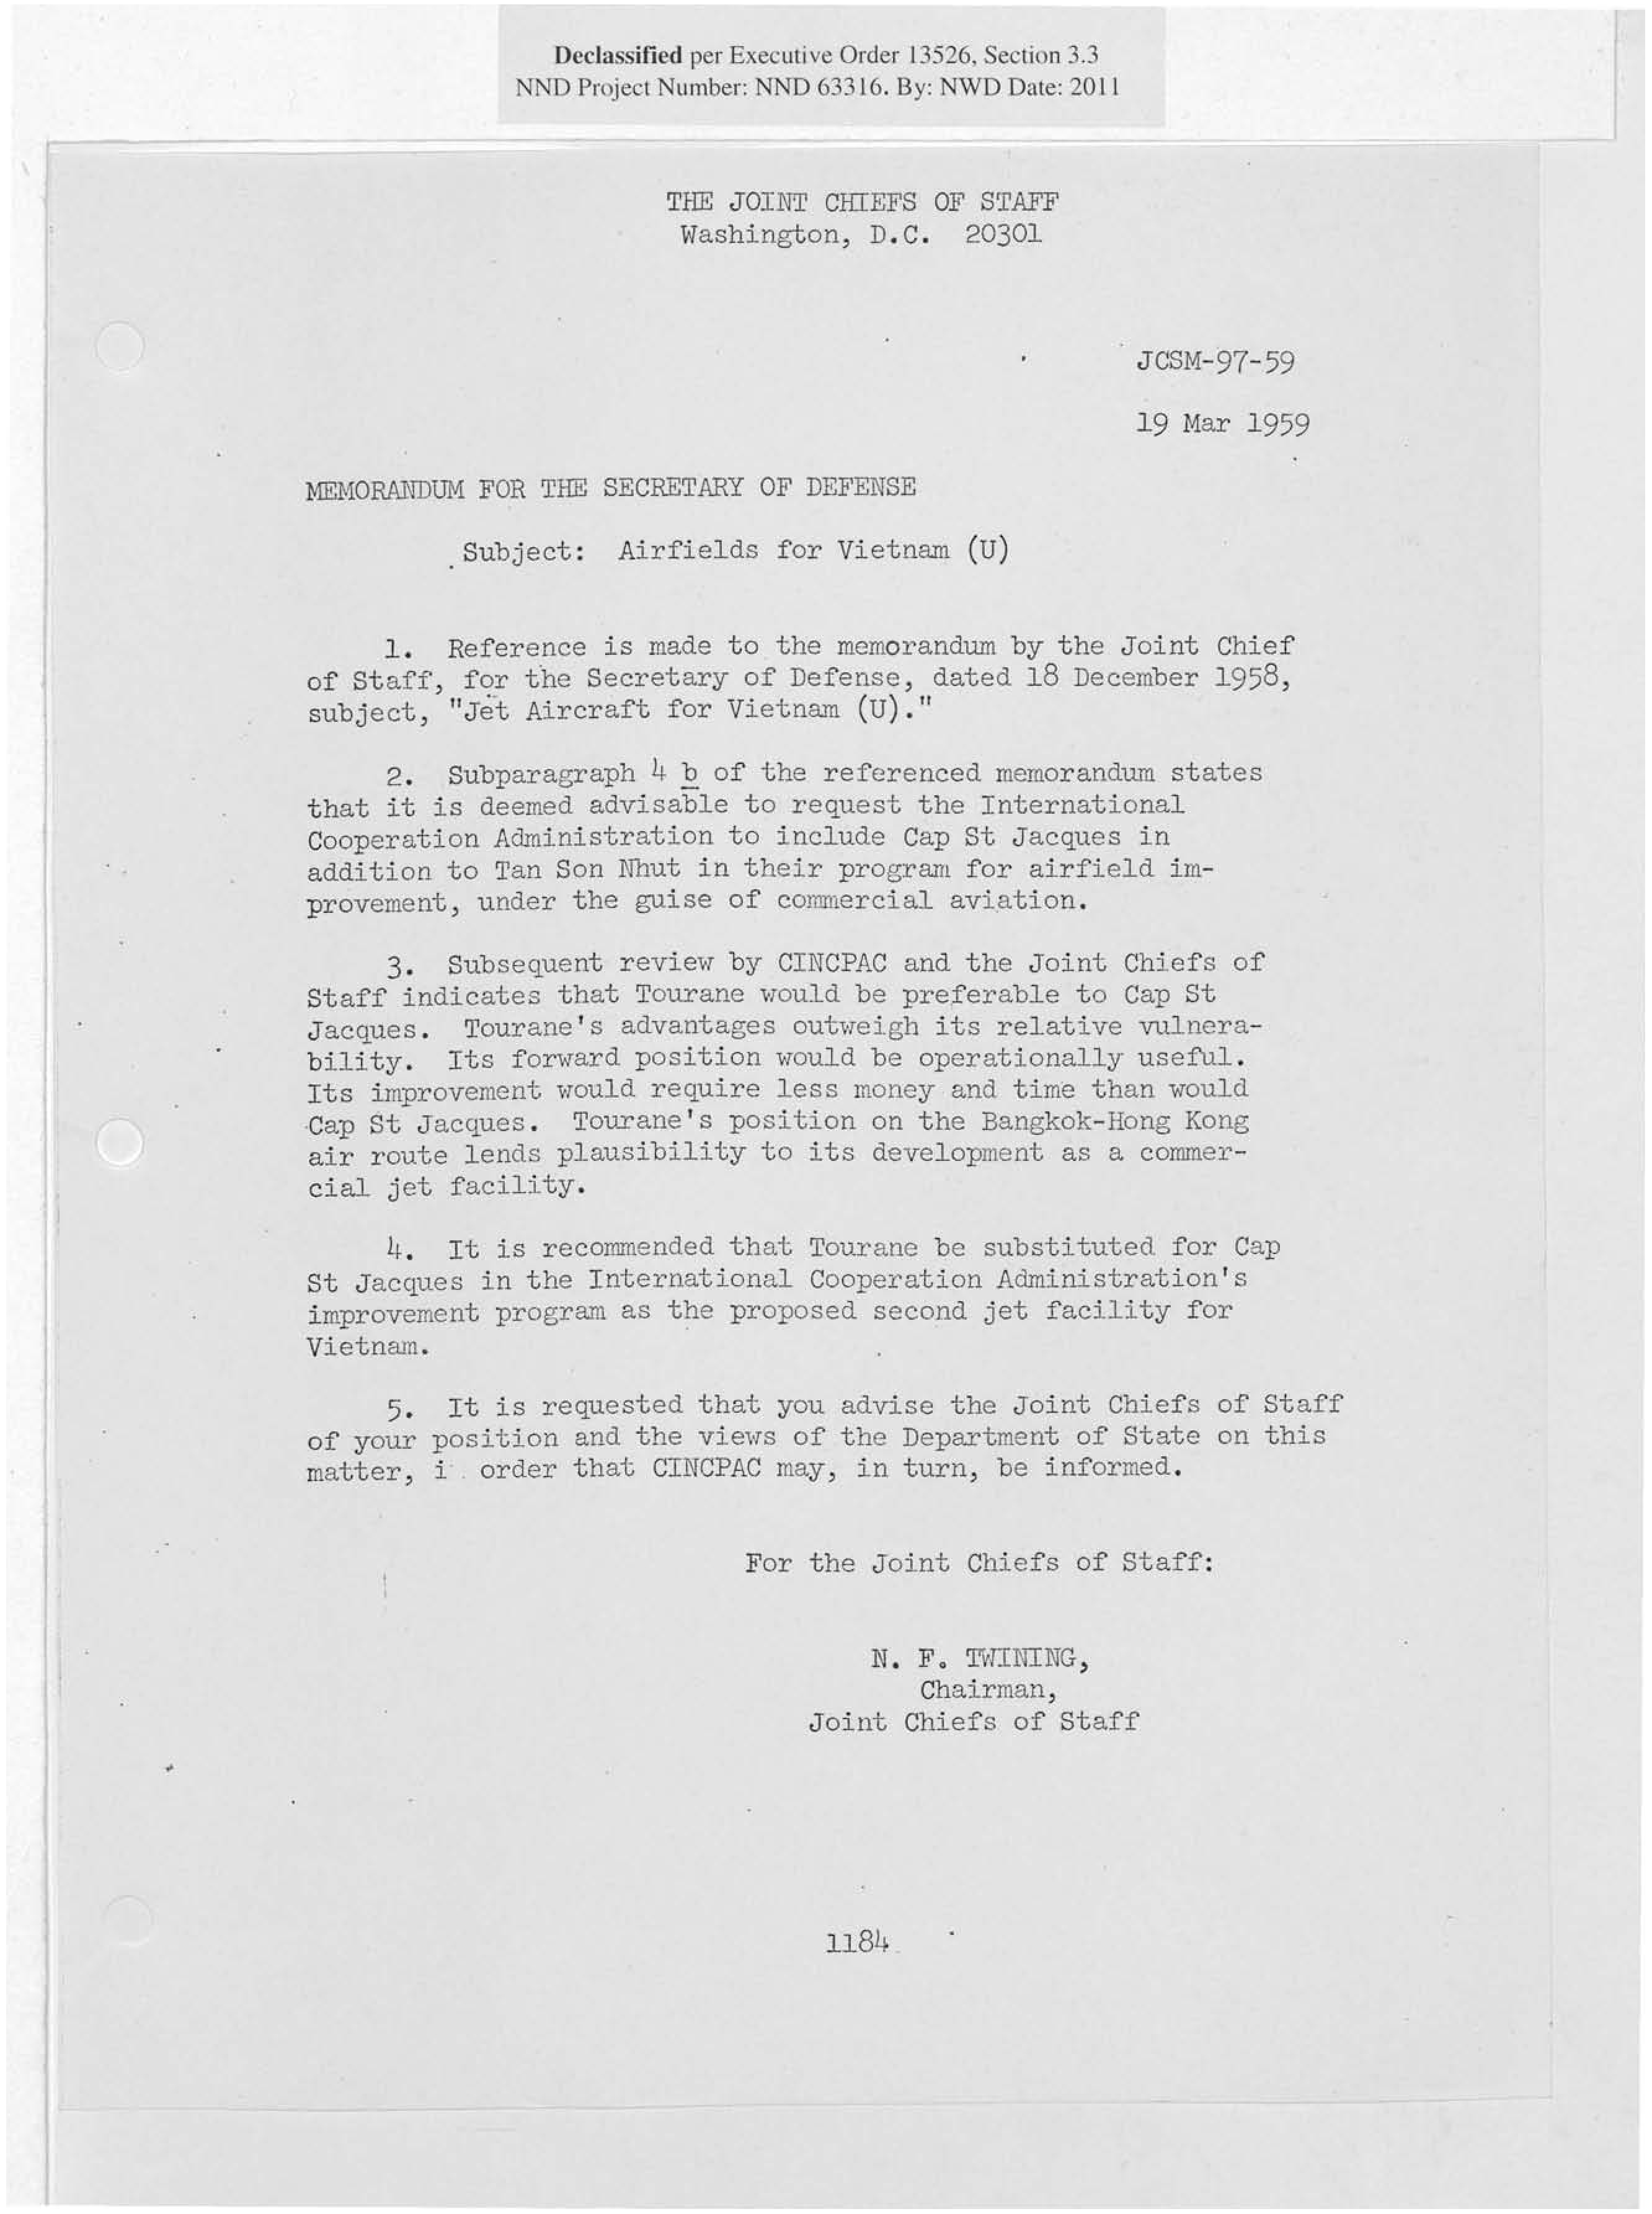 Declassified per Executive Order 13526, Section 3.3
NND Project Number: NND 63316. By: NWD Date: 2011
THE JOINT CHIEFS OF STAFF
Washington, D.C. 20301
JCSM-97-59
19 Mar 1959
MEMORANDUM FOR THE SECRETARY OF DEFENSE
Subject: Airfields for Vietnam (U)
1. Reference is made to the memorandum by the Joint Chief
of Staff, for the Secretary of Defense, dated 18 December 1958,
subject, "Jet Aircraft for Vietnam (U)."
2. Subparagraph 4 b of the referenced memorandum states
that it is deemed advisable to request the International
Cooperation Administration to include Cap St Jacques in
addition to Tan Son Nhut in their program for airfield im-
provement, under the guise of commercial aviation.
3. Subsequent review by CINCPAC and the Joint Chiefs of
Staff indicates that Tourane would be preferable to Cap St
Jacques. Tourane's advantages outweigh its relative vulnera-
bility. Its forward position would be operationally useful.
Its improvement would require less money and time than would
Cap St Jacques. Tourane's position on the Bangkok-Hong Kong
air route lends plausibility to its development as a commer-
cial jet facility.
4. It is recommended that Tourane be substituted for Cap
St Jacques in the International Cooperation Administration's
improvement program as the proposed second jet facility for
Vietnam.
5. It is requested that you advise the Joint Chiefs of Staff
of your position and the views of the Department of State on this
matter, i order that CINCPAC may, in turn, be informed.
For the Joint Chiefs of Staff:
N. F. TWINING,
Chairman,
Joint Chiefs of Staff
1184